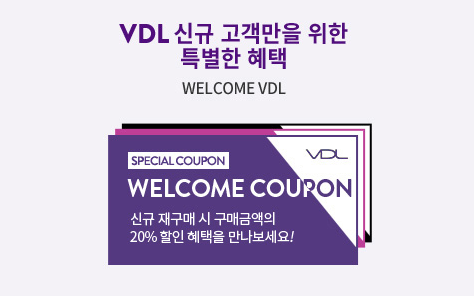 VDL 신규 고객만을 위한
특별한 혜택
WELCOME VDL
VDL
SPECIAL COUPON
WELCOME COUPON
신규 재구매 시 구매금액의
20% 할인 혜택을 만나보세요!